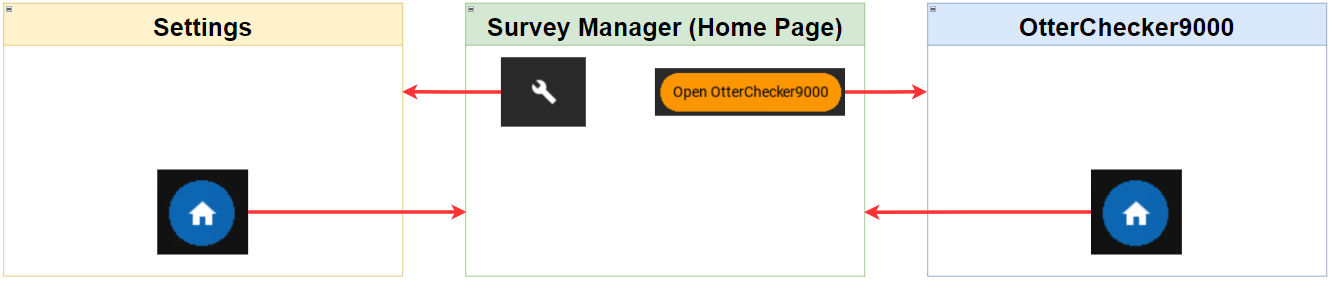 Settings
Survey Manager (Home Page)
OtterChecker9000
Open OtterChecker9000